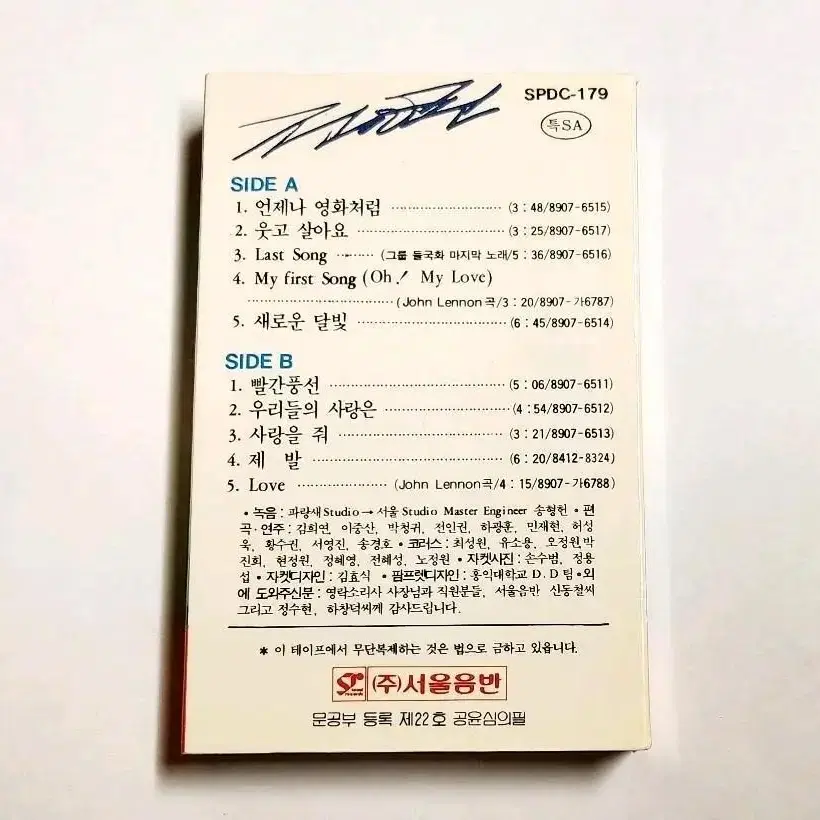 SPDC-179
특SA
SIDE A
1. 언제나 영화처럼 ································ (3 : 48/8907-6515)
2. 웃고 살아요 ········································ (3 : 25/8907-6517)
3. Last Song ········ (그룹 들국화 마지막 노래/5 : 36/8907-6516)
4. My first Song (Oh! My Love)
········································ (John Lennon곡/3 : 20/8907-가6787)
5. 새로운 달빛 ········································ (6 : 45/8907-6514)
SIDE B
1. 빨간풍선 ············································ (5 : 06/8907-6511)
2. 우리들의 사랑은 ································ (4 : 54/8907-6512)
3. 사랑을 줘 ·········································· (3 : 21/8907-6513)
4. 제 발 ················································ (6 : 20/8412-8324)
5. Love ························ (John Lennon곡/4 : 15/8907-가6788)
• 녹음 : 파랑새Studio→서울Studio Master Engineer 송형헌 • 편
곡·연주 : 김희연, 이중산, 박청귀, 전인권, 하광훈, 민재현, 허성
욱, 황수권, 서영진, 송경호 • 코러스 : 최성원, 유소용, 오정원,박
진희, 현정원, 정혜영, 전혜성, 노정원 • 자켓사진 : 손수범, 정용
섭 • 자켓디자인 : 김효식 • 팜프렛디자인 : 홍익대학교 D.D팀 •외
에 도와주신분 : 영락소리사 사장님과 직원분들, 서울음반 신동철씨
그리고 정수현, 하창덕씨께 감사드립니다.
* 이 테이프에서 무단복제하는 것은 법으로 금하고 있읍니다.
(주)서울음반
문공부 등록 제22호 공윤심의필